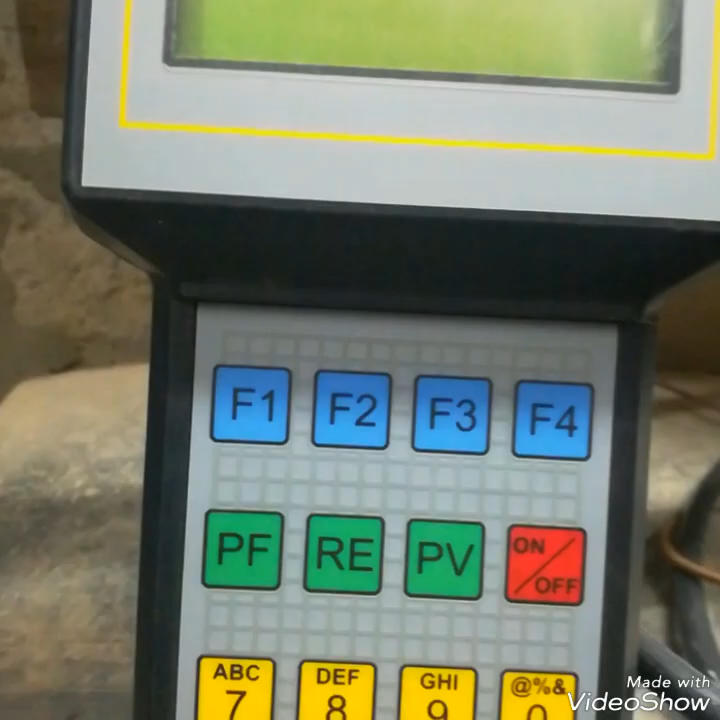 F1 F2 F3 F4
PF RE PV ON/OFF
ABC DEF GHI @%&
7 8 9 0
Made with
VideoShow